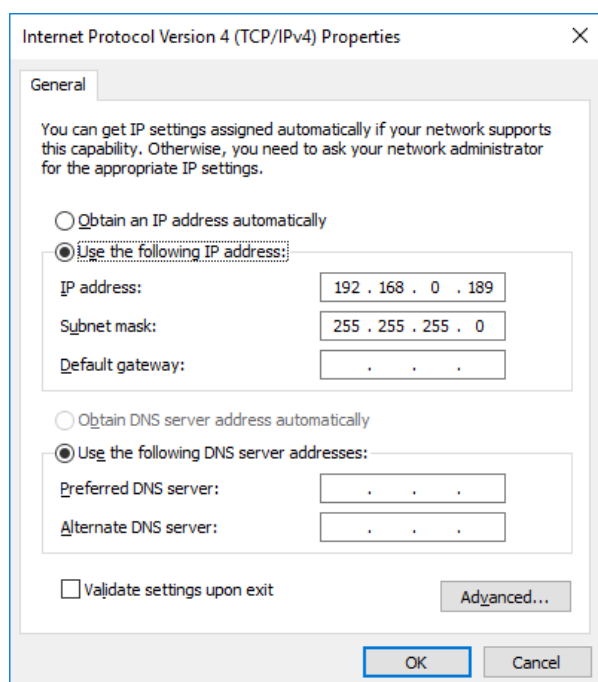 Internet Protocol Version 4 (TCP/IPv4) Properties
General
You can get IP settings assigned automatically if your network supports
this capability. Otherwise, you need to ask your network administrator
for the appropriate IP settings.
Obtain an IP address automatically
Use the following IP address:
IP address: 192 . 168 . 0 . 189
Subnet mask: 255 . 255 . 255 . 0
Default gateway: . . .
Obtain DNS server address automatically
Use the following DNS server addresses:
Preferred DNS server: . . .
Alternate DNS server: . . .
Validate settings upon exit
Advanced...
OK Cancel